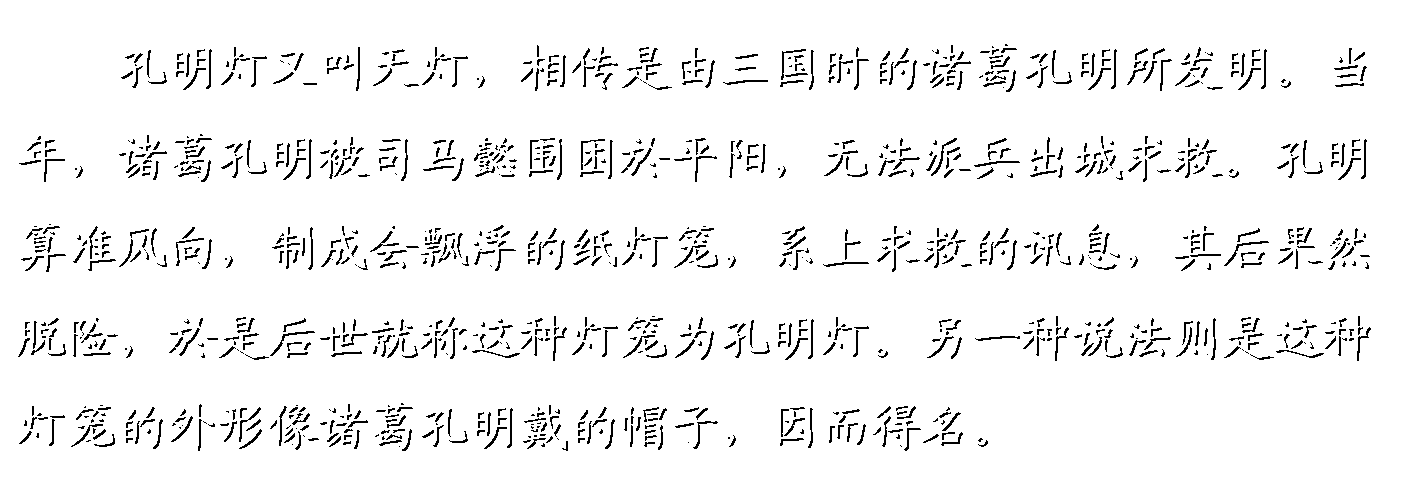 孔明灯又叫天灯，相传是由三国时的诸葛孔明所发明。当
年，诸葛孔明被司马懿围困於平阳，无法派兵出城求救。孔明
算准风向，制成会飘浮的纸灯笼，系上求救的讯息，其后果然
脱险，於是后世就称这种灯笼为孔明灯。另一种说法则是这种
灯笼的外形像诸葛孔明戴的帽子，因而得名。